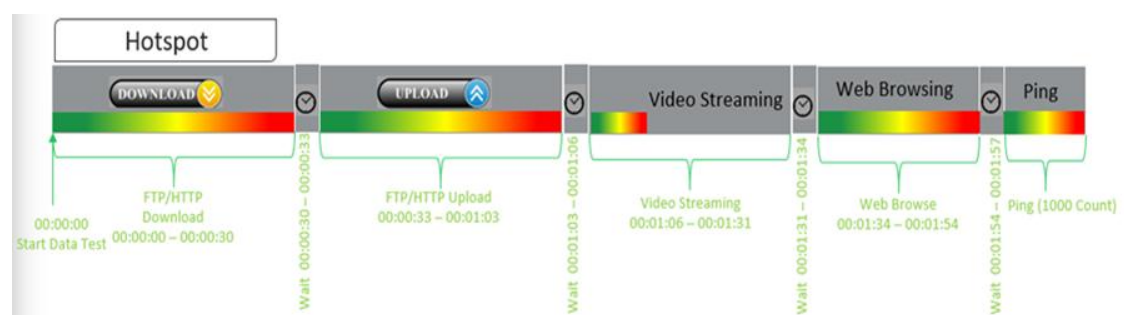 Hotspot
DOWNLOAD
UPLOAD
Video Streaming
Web Browsing
Ping
00:00:00
Start Data Test
FTP/HTTP
Download
00:00:00 – 00:00:30
Wait 00:00:30 – 00:00:33
FTP/HTTP Upload
00:00:33 – 00:01:03
Wait 00:01:03 – 00:01:06
Video Streaming
00:01:06 – 00:01:31
Wait 00:01:31 – 00:01:34
Web Browse
00:01:34 – 00:01:54
Wait 00:01:54 – 00:01:57
Ping (1000 Count)